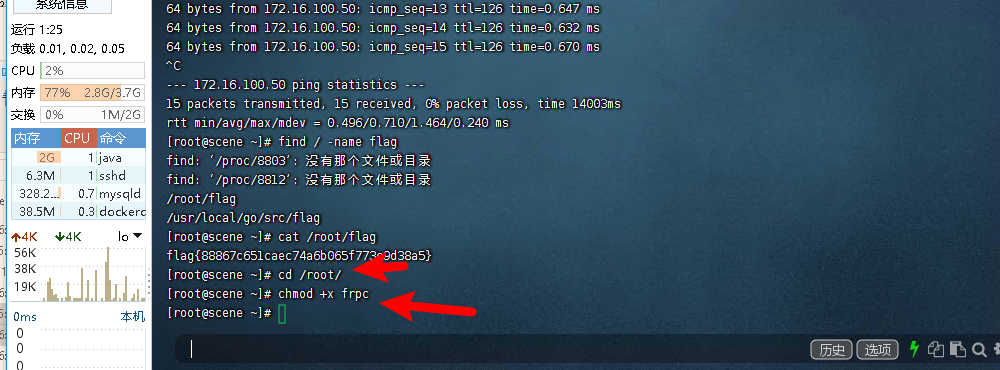 系统信息
运行 1:25
负载 0.01, 0.02, 0.05
CPU 2%
内存 77% 2.8G/3.7G
交换 0% 1M/2G
内存 CPU 命令
2G 1 java
6.3M 1 sshd
328.2... 0.7 mysqld
38.5M 0.3 dockerc
4K 4K lo
56K
38K
19K
0ms 本机
0
0
0
64 bytes from 172.16.100.50: icmp_seq=13 ttl=126 time=0.647 ms
64 bytes from 172.16.100.50: icmp_seq=14 ttl=126 time=0.632 ms
64 bytes from 172.16.100.50: icmp_seq=15 ttl=126 time=0.670 ms
^C
--- 172.16.100.50 ping statistics ---
15 packets transmitted, 15 received, 0% packet loss, time 14003ms
rtt min/avg/max/mdev = 0.496/0.710/1.464/0.240 ms
[root@scene ~]# find / -name flag
find: ‘/proc/8803’: 没有那个文件或目录
find: ‘/proc/8812’: 没有那个文件或目录
/root/flag
/usr/local/go/src/flag
[root@scene ~]# cat /root/flag
[root@scene ~]# cd /root/
[root@scene ~]# chmod +x frpc
[root@scene ~]#
历史 选项